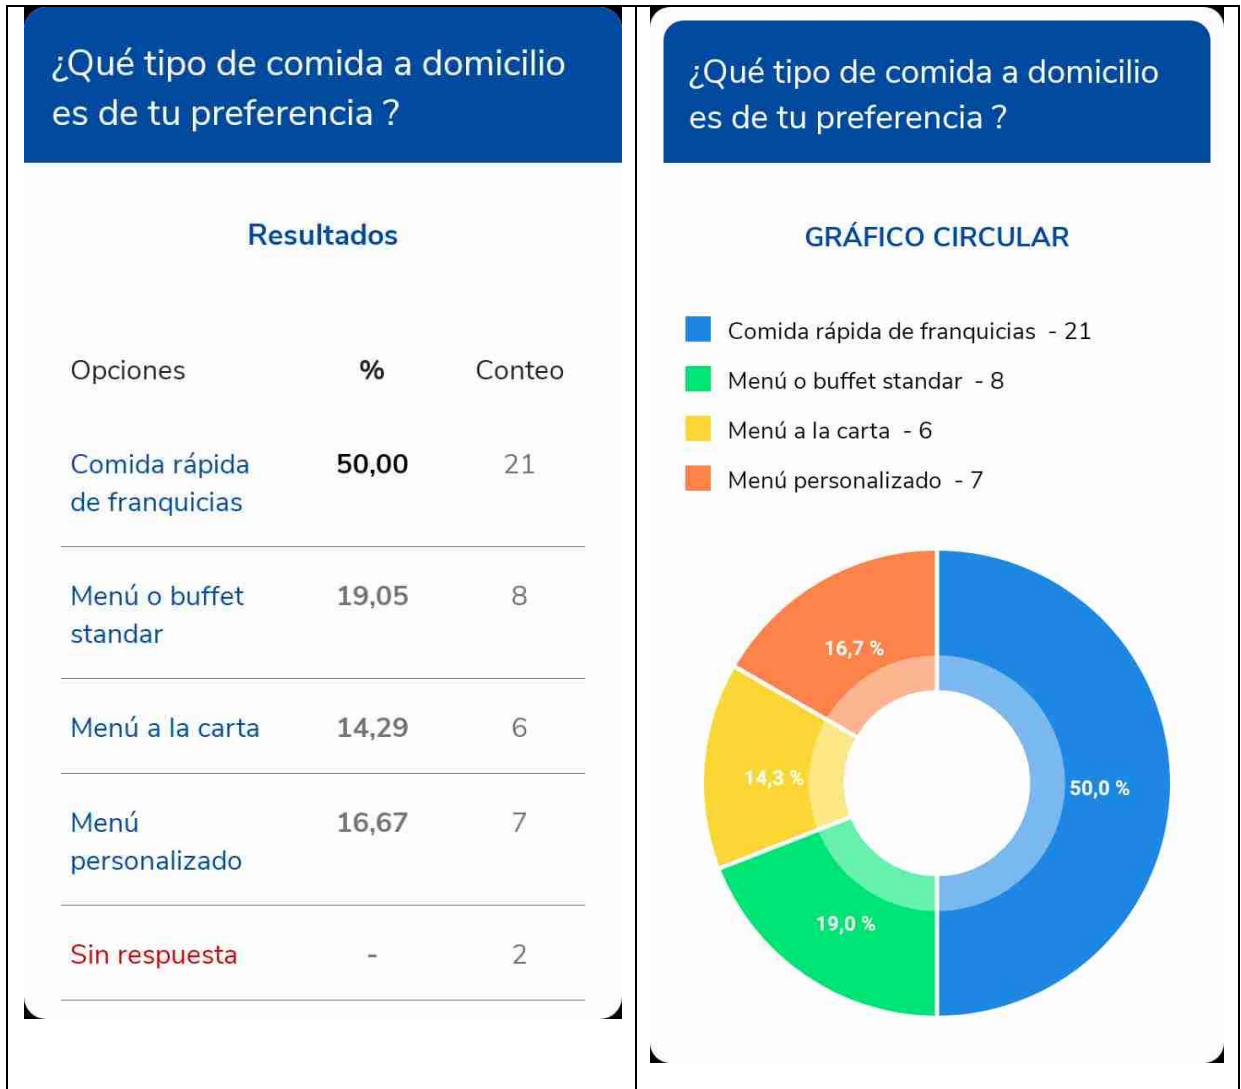 ¿Qué tipo de comida a domicilio
es de tu preferencia ?
Resultados
Opciones % Conteo
Comida rápida 50,00 21
de franquicias
Menú o buffet 19,05 8
standar
Menú a la carta 14,29 6
Menú 16,67 7
personalizado
Sin respuesta - 2
¿Qué tipo de comida a domicilio
es de tu preferencia ?
GRÁFICO CIRCULAR
Comida rápida de franquicias - 21
Menú o buffet standar - 8
Menú a la carta - 6
Menú personalizado - 7
16,7 %
14,3 %
50,0 %
19,0 %